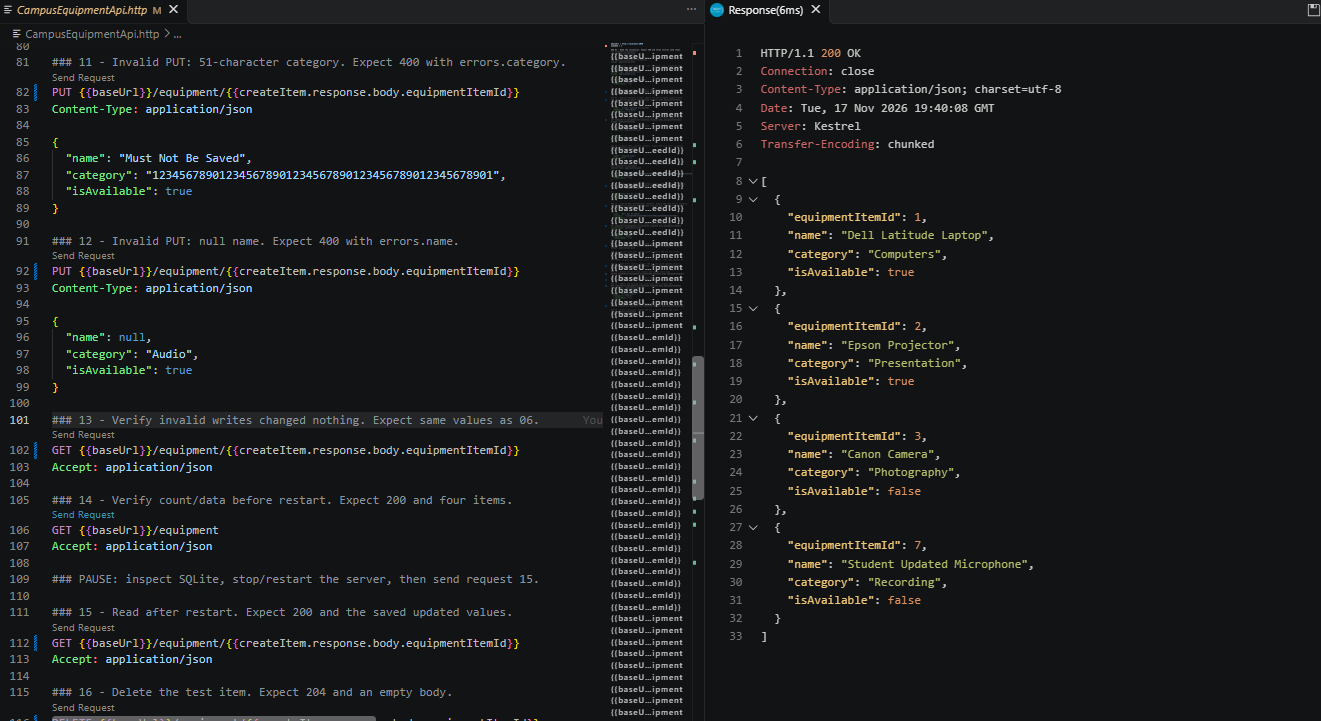 CampusEquipmentApi.http M
CampusEquipmentApi.http > ...
80
81 ### 11 - Invalid PUT: 51-character category. Expect 400 with errors.category.
Send Request
82 PUT {{baseUrl}}/equipment/{{createItem.response.body.equipmentItemId}}
83 Content-Type: application/json
84
85 {
86 "name": "Must Not Be Saved",
87 "category": "123456789012345678901234567890123456789012345678901",
88 "isAvailable": true
89 }
90
91 ### 12 - Invalid PUT: null name. Expect 400 with errors.name.
Send Request
92 PUT {{baseUrl}}/equipment/{{createItem.response.body.equipmentItemId}}
93 Content-Type: application/json
94
95 {
96 "name": null,
97 "category": "Audio",
98 "isAvailable": true
99 }
100
101 ### 13 - Verify invalid writes changed nothing. Expect same values as 06. You
Send Request
102 GET {{baseUrl}}/equipment/{{createItem.response.body.equipmentItemId}}
103 Accept: application/json
104
105 ### 14 - Verify count/data before restart. Expect 200 and four items.
Send Request
106 GET {{baseUrl}}/equipment
107 Accept: application/json
108
109 ### PAUSE: inspect SQLite, stop/restart the server, then send request 15.
110
111 ### 15 - Read after restart. Expect 200 and the saved updated values.
Send Request
112 GET {{baseUrl}}/equipment/{{createItem.response.body.equipmentItemId}}
113 Accept: application/json
114
115 ### 16 - Delete the test item. Expect 204 and an empty body.
Send Request
Response(6ms)
1 HTTP/1.1 200 OK
2 Connection: close
3 Content-Type: application/json; charset=utf-8
4 Date: Tue, 17 Nov 2026 19:40:08 GMT
5 Server: Kestrel
6 Transfer-Encoding: chunked
7
8 [
9 {
10 "equipmentItemId": 1,
11 "name": "Dell Latitude Laptop",
12 "category": "Computers",
13 "isAvailable": true
14 },
15 {
16 "equipmentItemId": 2,
17 "name": "Epson Projector",
18 "category": "Presentation",
19 "isAvailable": true
20 },
21 {
22 "equipmentItemId": 3,
23 "name": "Canon Camera",
24 "category": "Photography",
25 "isAvailable": false
26 },
27 {
28 "equipmentItemId": 7,
29 "name": "Student Updated Microphone",
30 "category": "Recording",
31 "isAvailable": false
32 }
33 ]